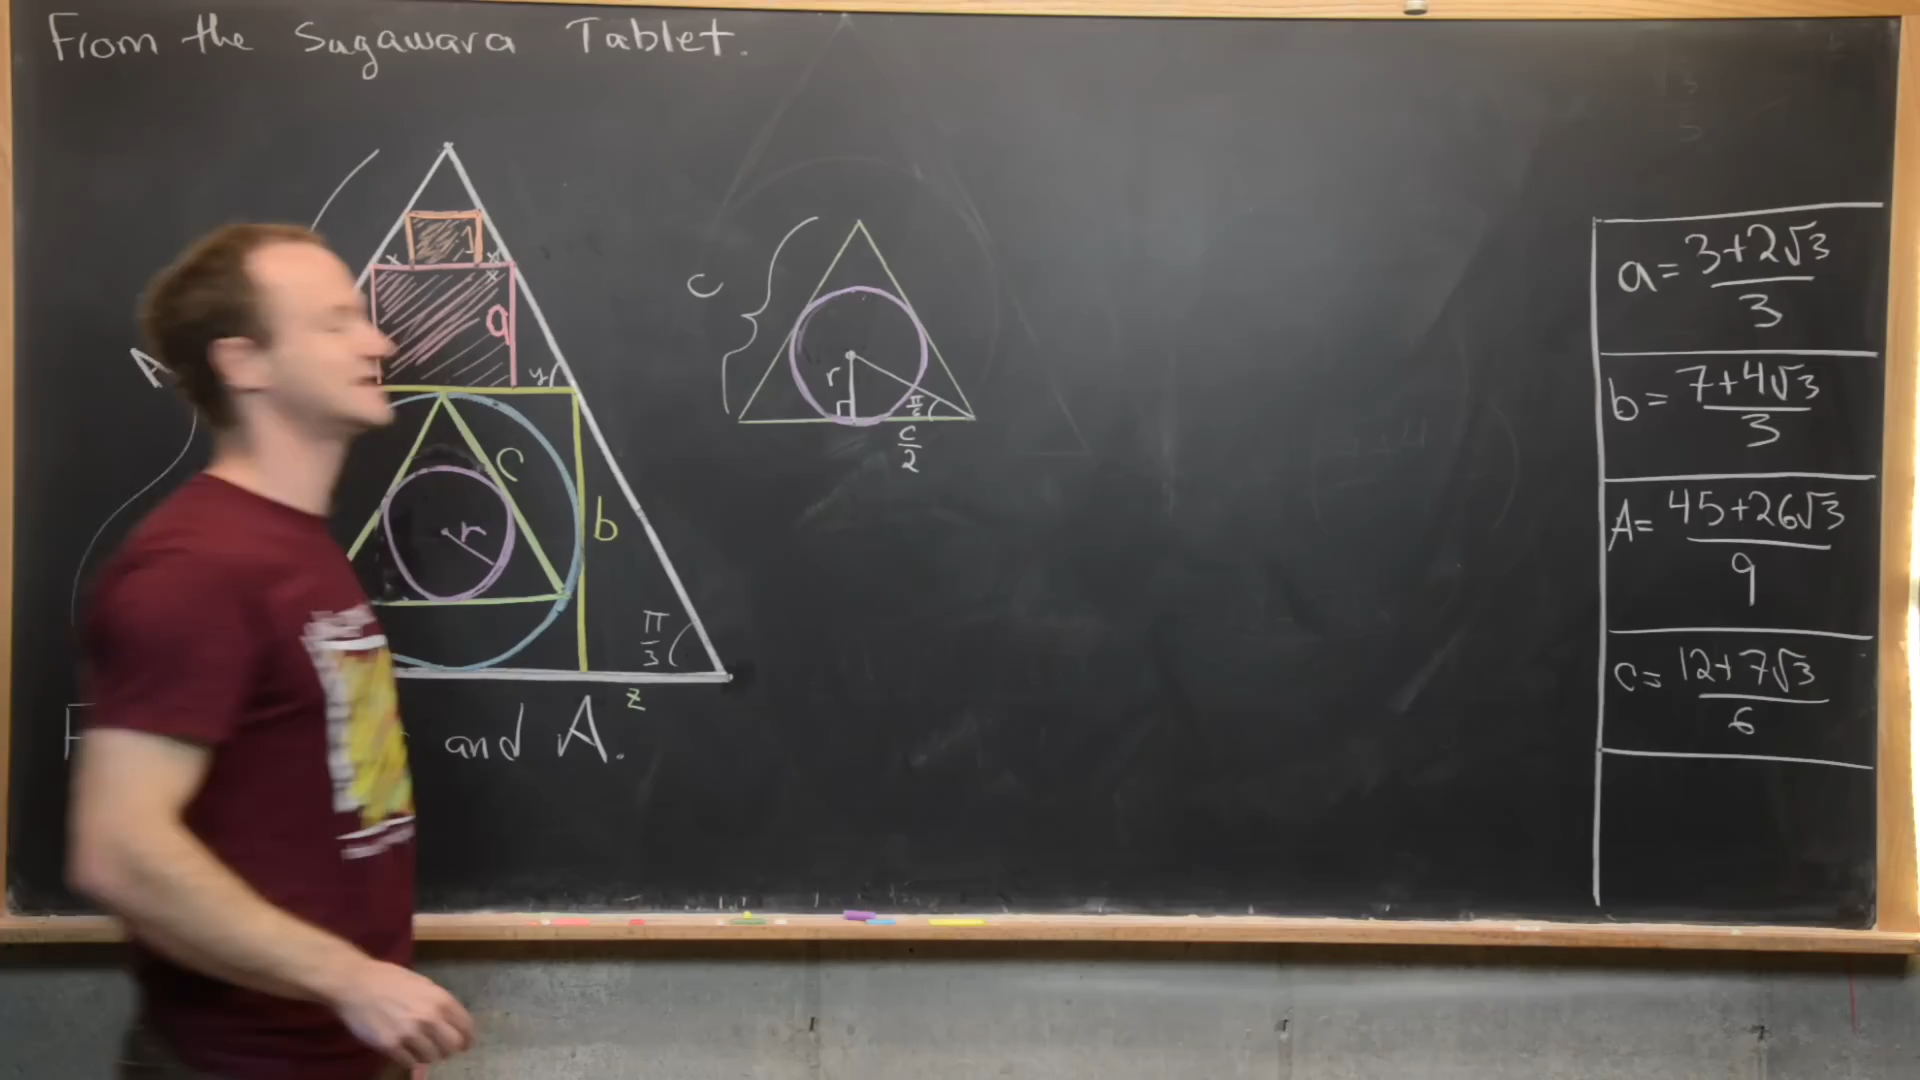 From the Sugawara Tablet.
A
1
x
x
x
a
y
c
r
b
π/3
z
and A.
c
r
π/6
c/2
a = (3+2√3)/3
b = (7+4√3)/3
A = (45+26√3)/9
c = (12+7√3)/6